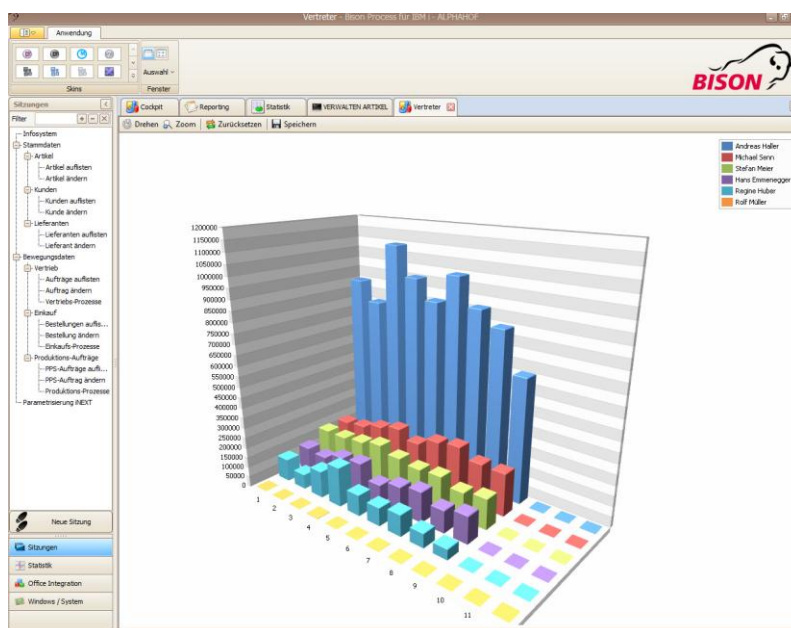 Vertreter - Bison Process für IBM i - ALPHAHOF
Anwendung
Auswahl
Skins
Fenster
BISON
Sitzungen
Filter
Cockpit
Reporting
Statistik
VERWALTEN ARTIKEL
Vertreter
Drehen
Zoom
Zurücksetzen
Speichern
Infosystem
Stammdaten
Artikel
Artikel auflisten
Artikel ändern
Kunden
Kunden auflisten
Kunde ändern
Lieferanten
Lieferanten auflisten
Lieferant ändern
Bewegungsdaten
Vertrieb
Aufträge auflisten
Auftrag ändern
Vertriebs-Prozesse
Einkauf
Bestellungen auflis...
Bestellung ändern
Einkaufs-Prozesse
Produktions-Aufträge
PPS-Aufträge aufli...
PPS-Auftrag ändern
Produktions-Prozesse
Parametrisierung iNEXT
Neue Sitzung
Sitzungen
Statistik
Office Integration
Windows / System
Andreas Haller
Michael Senn
Stefan Meier
Hans Emmenegger
Regine Huber
Rolf Müller
1200000
1150000
1100000
1050000
1000000
950000
900000
850000
800000
750000
700000
650000
600000
550000
500000
450000
400000
350000
300000
250000
200000
150000
100000
50000
0
1
2
3
4
5
6
7
8
9
10
11